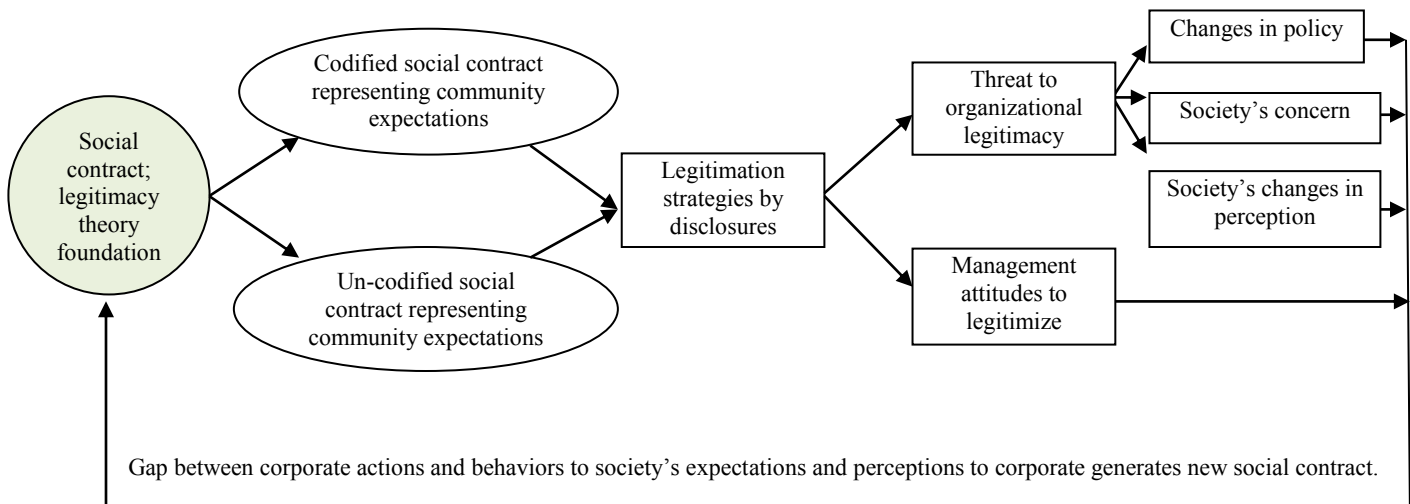 Social
contract;
legitimacy
theory
foundation
Codified social contract
representing community
expectations
Un-codified social
contract representing
community expectations
Legitimation
strategies by
disclosures
Threat to
organizational
legitimacy
Management
attitudes to
legitimize
Changes in policy
Society’s concern
Society’s changes in
perception
Gap between corporate actions and behaviors to society’s expectations and perceptions to corporate generates new social contract.